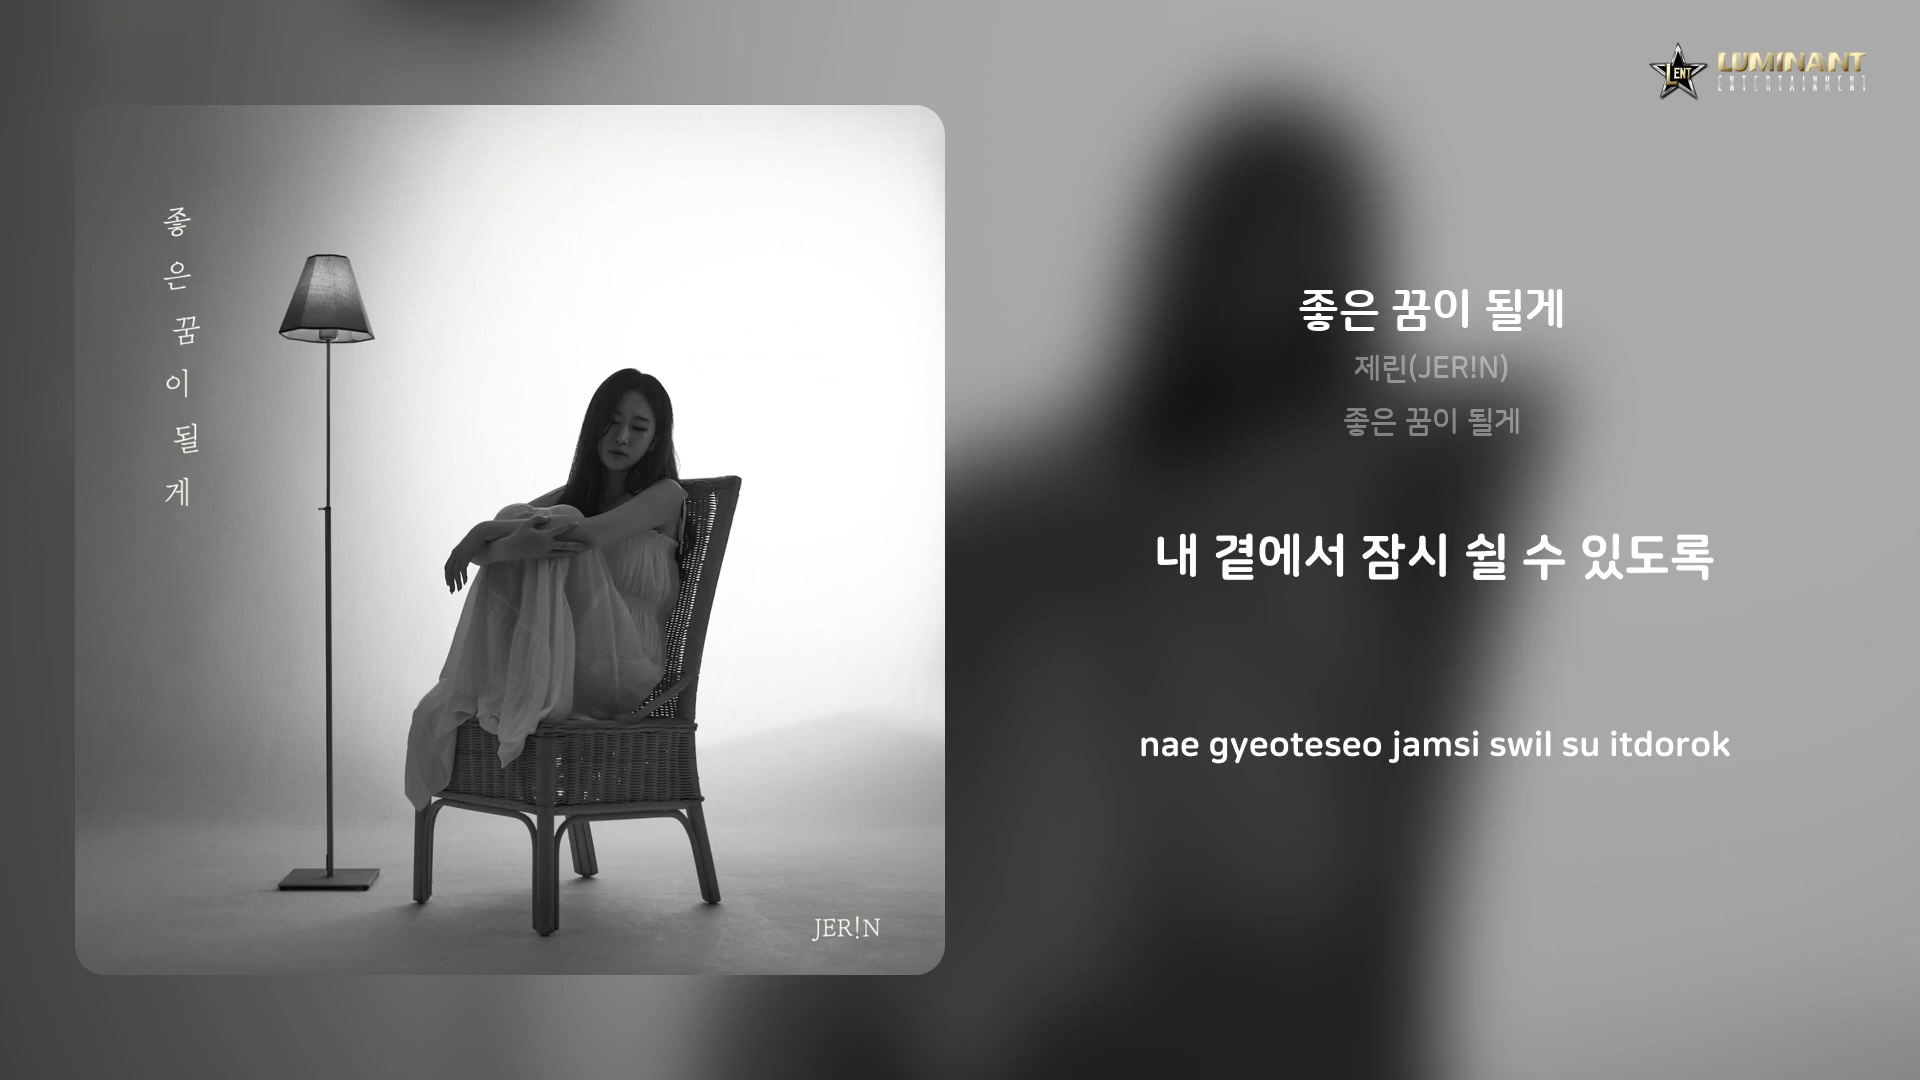 좋은꿈이될게
JER!N
LENT
LUMINANT
ENTERTAINMENT
좋은 꿈이 될게
제린(JER!N)
좋은 꿈이 될게
내 곁에서 잠시 쉴 수 있도록
nae gyeoteseo jamsi swil su itdorok